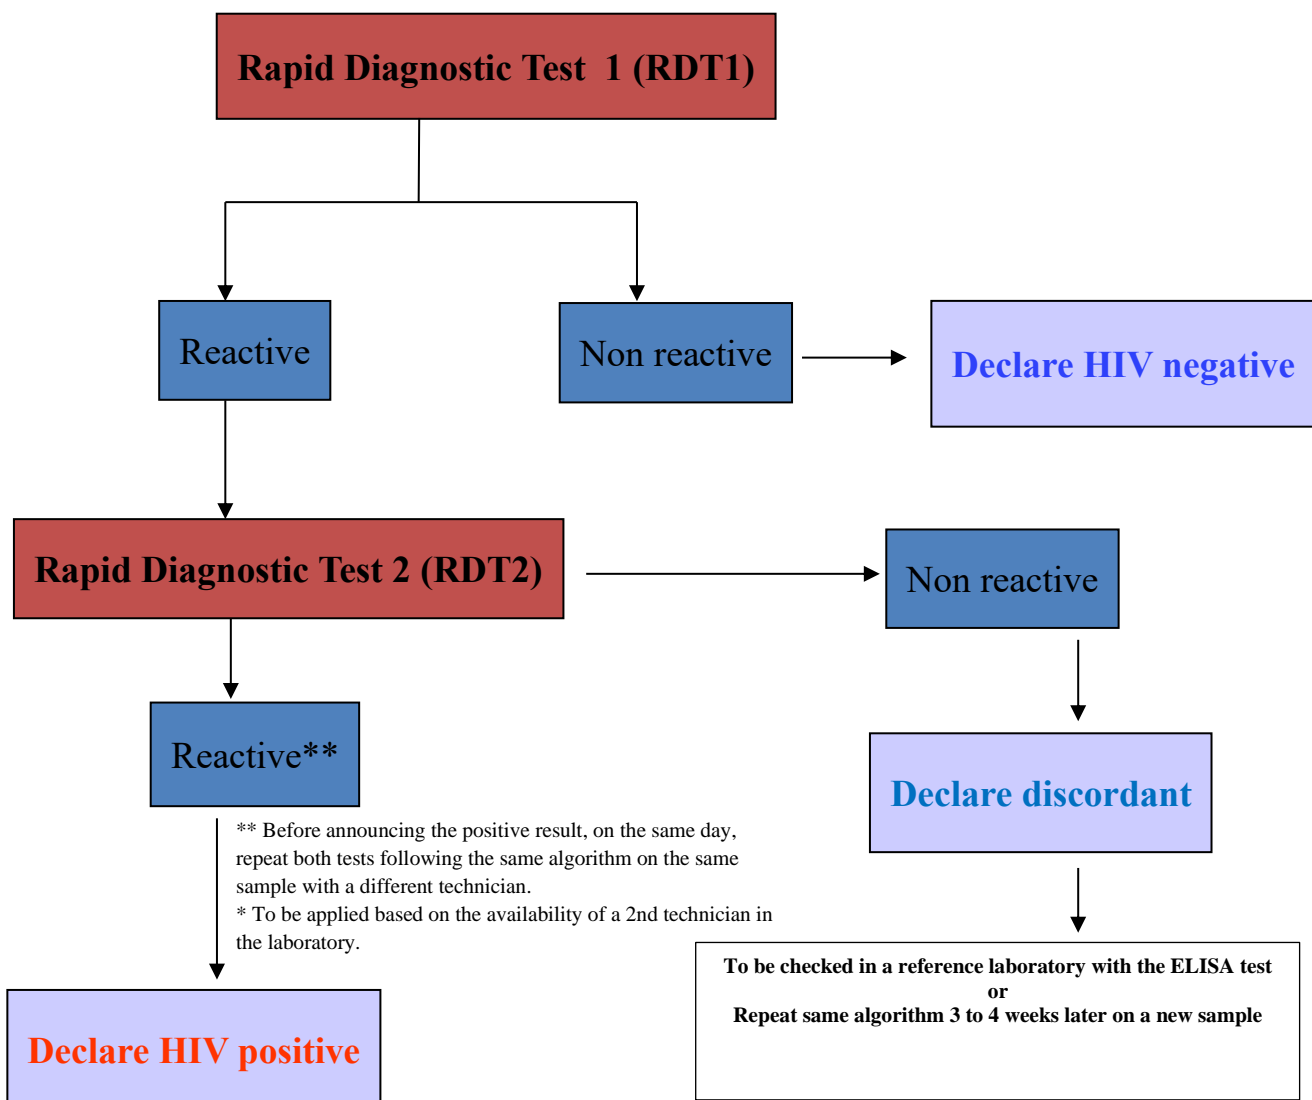 Rapid Diagnostic Test 1 (RDT1)
Reactive
Non reactive
Declare HIV negative
Rapid Diagnostic Test 2 (RDT2)
Non reactive
Reactive**
Declare discordant
** Before announcing the positive result, on the same day,
repeat both tests following the same algorithm on the same
sample with a different technician.
* To be applied based on the availability of a 2nd technician in
the laboratory.
To be checked in a reference laboratory with the ELISA test
or
Repeat same algorithm 3 to 4 weeks later on a new sample
Declare HIV positive